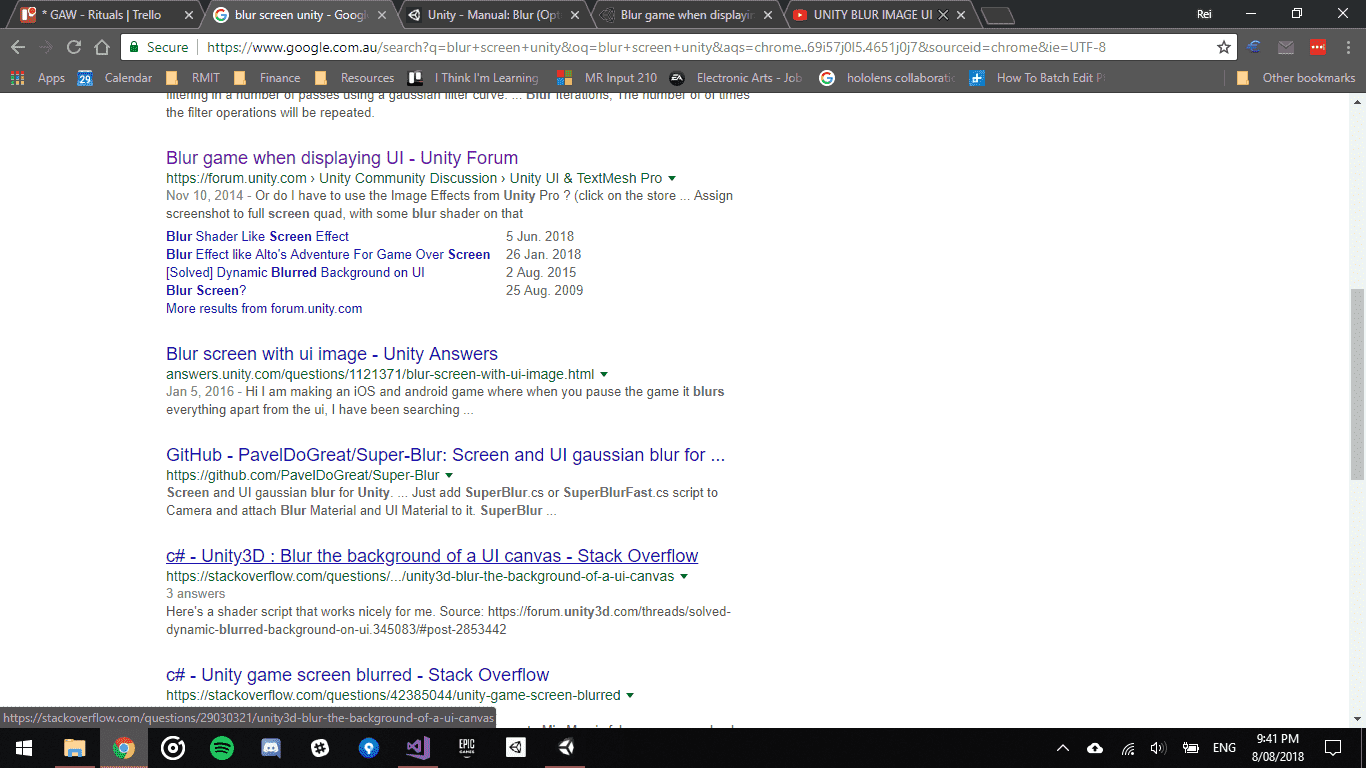 * GAW - Rituals | Trello
blur screen unity - Google
Unity - Manual: Blur (Opt
Blur game when displayin
UNITY BLUR IMAGE UI
Rei
Secure
https://www.google.com.au/search?q=blur+screen+unity&oq=blur+screen+unity&aqs=chrome..69i57j0l5.4651j0j7&sourceid=chrome&ie=UTF-8
Apps
29
Calendar
RMIT
Finance
Resources
I Think I'm Learning
MR Input 210
Electronic Arts - Job
hololens collaboratio
How To Batch Edit P
Other bookmarks
filtering in a number of passes using a gaussian filter curve. ... Blur Iterations, The number of of times
the filter operations will be repeated.
Blur game when displaying UI - Unity Forum
https://forum.unity.com › Unity Community Discussion › Unity UI & TextMesh Pro
Nov 10, 2014 - Or do I have to use the Image Effects from Unity Pro ? (click on the store ... Assign
screenshot to full screen quad, with some blur shader on that
Blur Shader Like Screen Effect 5 Jun. 2018
Blur Effect like Alto's Adventure For Game Over Screen 26 Jan. 2018
[Solved] Dynamic Blurred Background on UI 2 Aug. 2015
Blur Screen? 25 Aug. 2009
More results from forum.unity.com
Blur screen with ui image - Unity Answers
answers.unity.com/questions/1121371/blur-screen-with-ui-image.html
Jan 5, 2016 - Hi I am making an iOS and android game where when you pause the game it blurs
everything apart from the ui, I have been searching ...
GitHub - PavelDoGreat/Super-Blur: Screen and UI gaussian blur for ...
https://github.com/PavelDoGreat/Super-Blur
Screen and UI gaussian blur for Unity. ... Just add SuperBlur.cs or SuperBlurFast.cs script to
Camera and attach Blur Material and UI Material to it. SuperBlur ...
c# - Unity3D : Blur the background of a UI canvas - Stack Overflow
https://stackoverflow.com/questions/.../unity3d-blur-the-background-of-a-ui-canvas
3 answers
Here's a shader script that works nicely for me. Source: https://forum.unity3d.com/threads/solved-
dynamic-blurred-background-on-ui.345083/#post-2853442
c# - Unity game screen blurred - Stack Overflow
https://stackoverflow.com/questions/42385044/unity-game-screen-blurred
https://stackoverflow.com/questions/29030321/unity3d-blur-the-background-of-a-ui-canvas
EPIC
GAMES
ENG
9:41 PM
8/08/2018